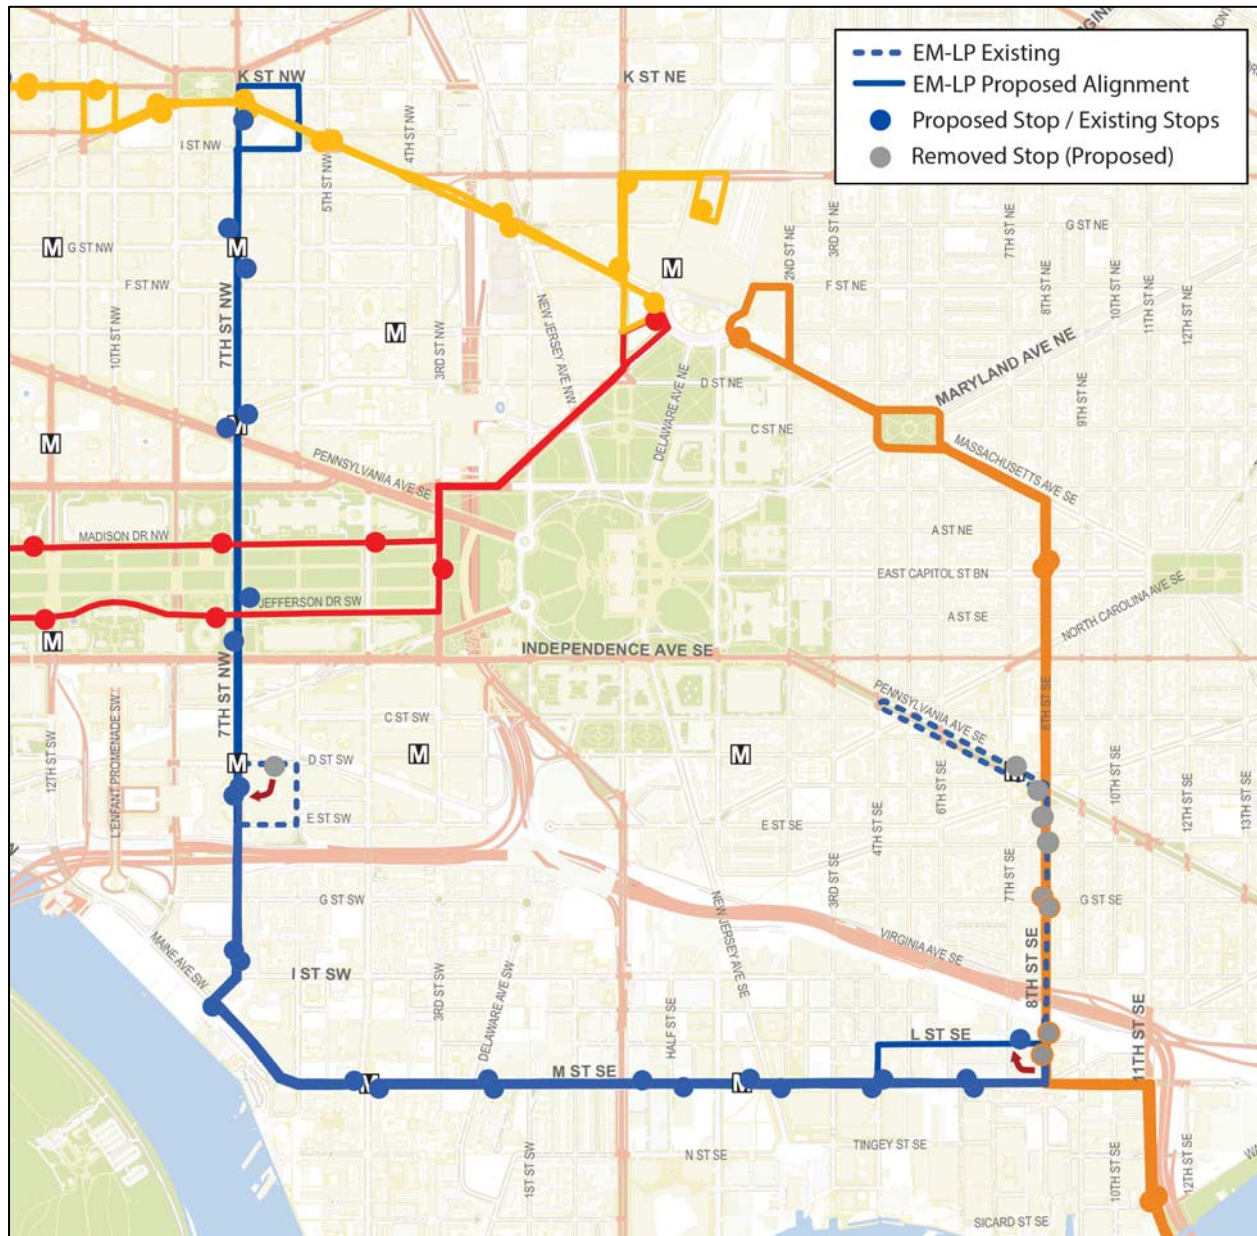 EM-LP Existing
EM-LP Proposed Alignment
Proposed Stop / Existing Stops
Removed Stop (Proposed)
K ST NW
K ST NE
I ST NW
5TH ST NW
4TH ST NW
2ND ST NE
3RD ST NE
7TH ST NE
G ST NE
8TH ST NE
10TH ST NE
11TH ST NE
12TH ST NE
M
G ST NW
M
M
F ST NW
F ST NE
10TH ST NW
7TH ST NW
M
3RD ST NW
NEW JERSEY AVE NW
DELAWARE AVE NE
D ST NE
C ST NE
MARYLAND AVE NE
9TH ST NE
MASSACHUSETTS AVE SE
M
M
PENNSYLVANIA AVE SE
MADISON DR NW
A ST NE
EAST CAPITOL ST BN
JEFFERSON DR SW
A ST SE
NORTH CAROLINA AVE SE
M
INDEPENDENCE AVE SE
12TH ST SW
L'ENFANT PROMENADE SW
7TH ST NW
C ST SW
PENNSYLVANIA AVE SE
8TH ST SE
M
D ST SW
M
M
M
E ST SW
E ST SE
4TH ST SE
6TH ST SE
10TH ST SE
12TH ST SE
13TH ST SE
G ST SW
3RD ST SE
7TH ST SE
G ST SE
MAINE AVE SW
I ST SW
3RD ST SW
DELAWARE AVE SW
HALF ST SE
NEW JERSEY AVE SE
VIRGINIA AVE SE
8TH ST SE
11TH ST SE
L ST SE
M
M ST SE
M
1ST ST SW
N ST SE
TINGEY ST SE
10TH ST SE
12TH ST SE
SICARD ST SE